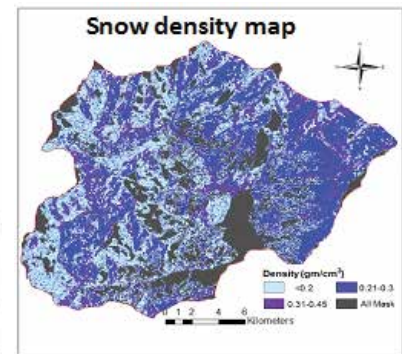 Snow density map
Density (gm/cm³)
<0.2 0.21-0.3
0.31-0.45 All Mask
0 1 2 4 6
Kilometers